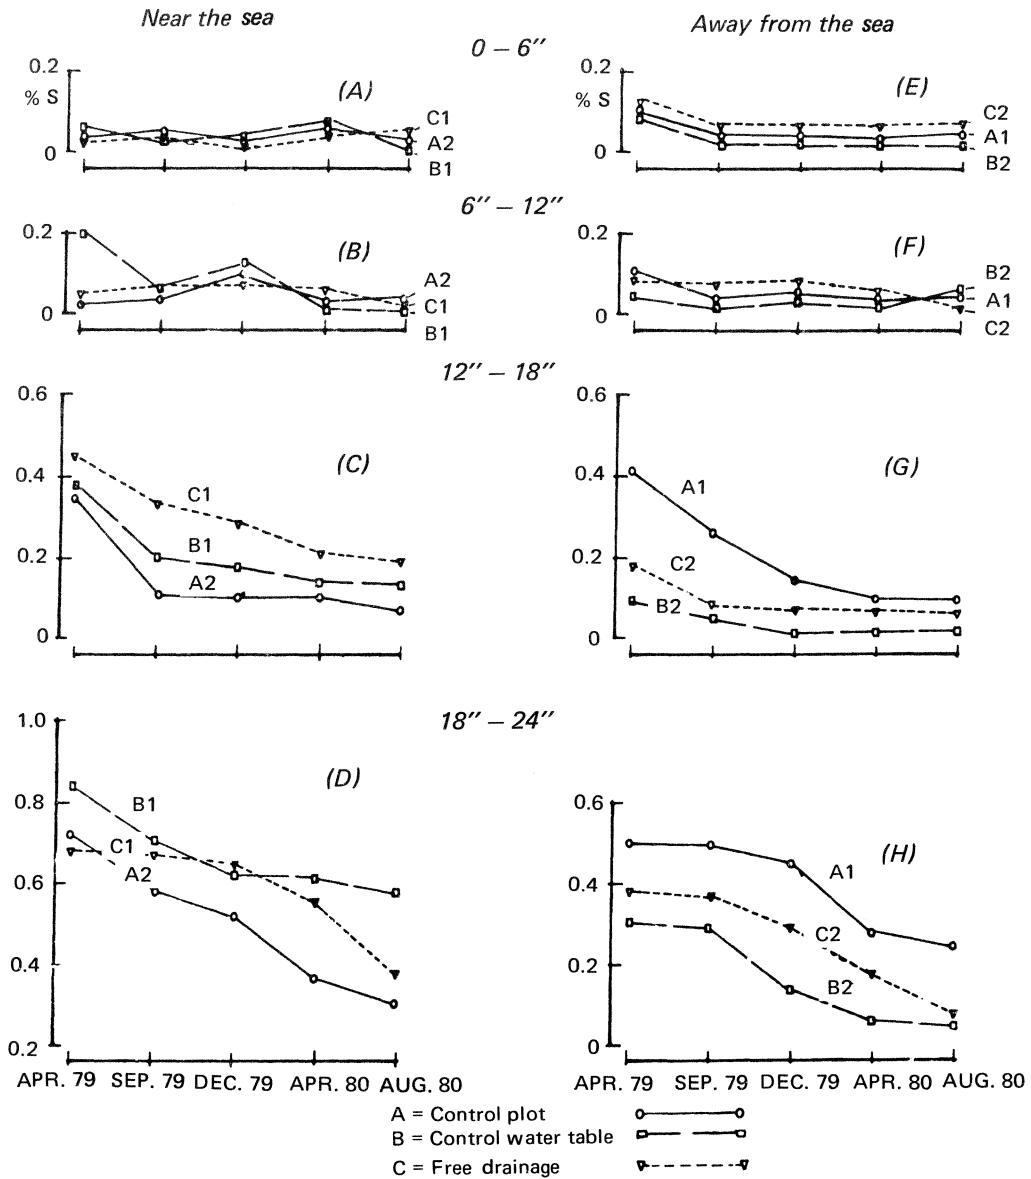 Near the sea
Away from the sea
0 – 6″
0.2
% S
0
(A)
C1
A2
B1
0.2
% S
0
(E)
C2
A1
B2
6″ – 12″
0.2
0
(B)
A2
C1
B1
0.2
0
(F)
B2
A1
C2
12″ – 18″
0.6
0.4
0.2
0
(C)
C1
B1
A2
0.6
0.4
0.2
0
(G)
A1
C2
B2
18″ – 24″
1.0
0.8
0.6
0.4
0.2
(D)
B1
C1
A2
0.6
0.4
0.2
0
(H)
A1
C2
B2
APR. 79 SEP. 79 DEC. 79 APR. 80 AUG. 80
APR. 79 SEP. 79 DEC. 79 APR. 80 AUG. 80
A = Control plot
B = Control water table
C = Free drainage